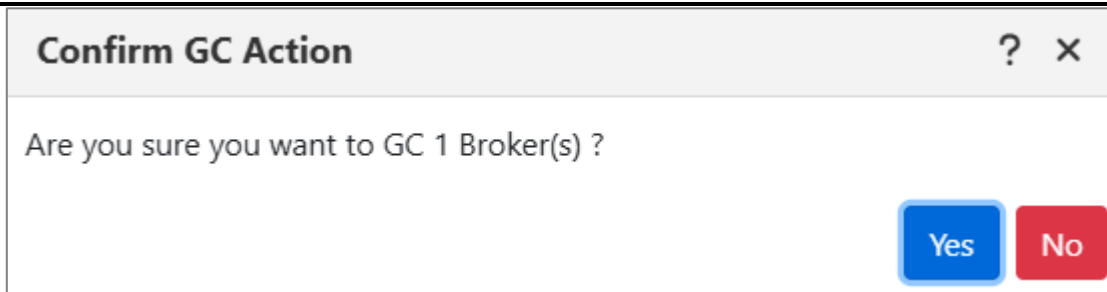 Confirm GC Action ? ×
Are you sure you want to GC 1 Broker(s) ?
Yes No